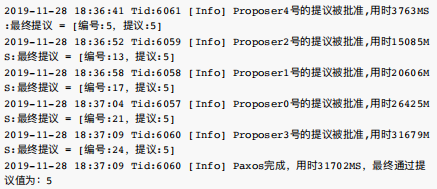 2019-11-28 18:36:41 Tid:6061 [Info] Proposer4号的提议被批准,用时3763MS
:最终提议 = [编号:5，提议:5]
2019-11-28 18:36:52 Tid:6059 [Info] Proposer2号的提议被批准,用时15085M
S:最终提议 = [编号:13，提议:5]
2019-11-28 18:36:58 Tid:6058 [Info] Proposer1号的提议被批准,用时20606M
S:最终提议 = [编号:17，提议:5]
2019-11-28 18:37:04 Tid:6057 [Info] Proposer0号的提议被批准,用时26425M
S:最终提议 = [编号:21，提议:5]
2019-11-28 18:37:09 Tid:6060 [Info] Proposer3号的提议被批准,用时31679M
S:最终提议 = [编号:24，提议:5]
2019-11-28 18:37:09 Tid:6060 [Info] Paxos完成，用时31702MS，最终通过提
议值为：5